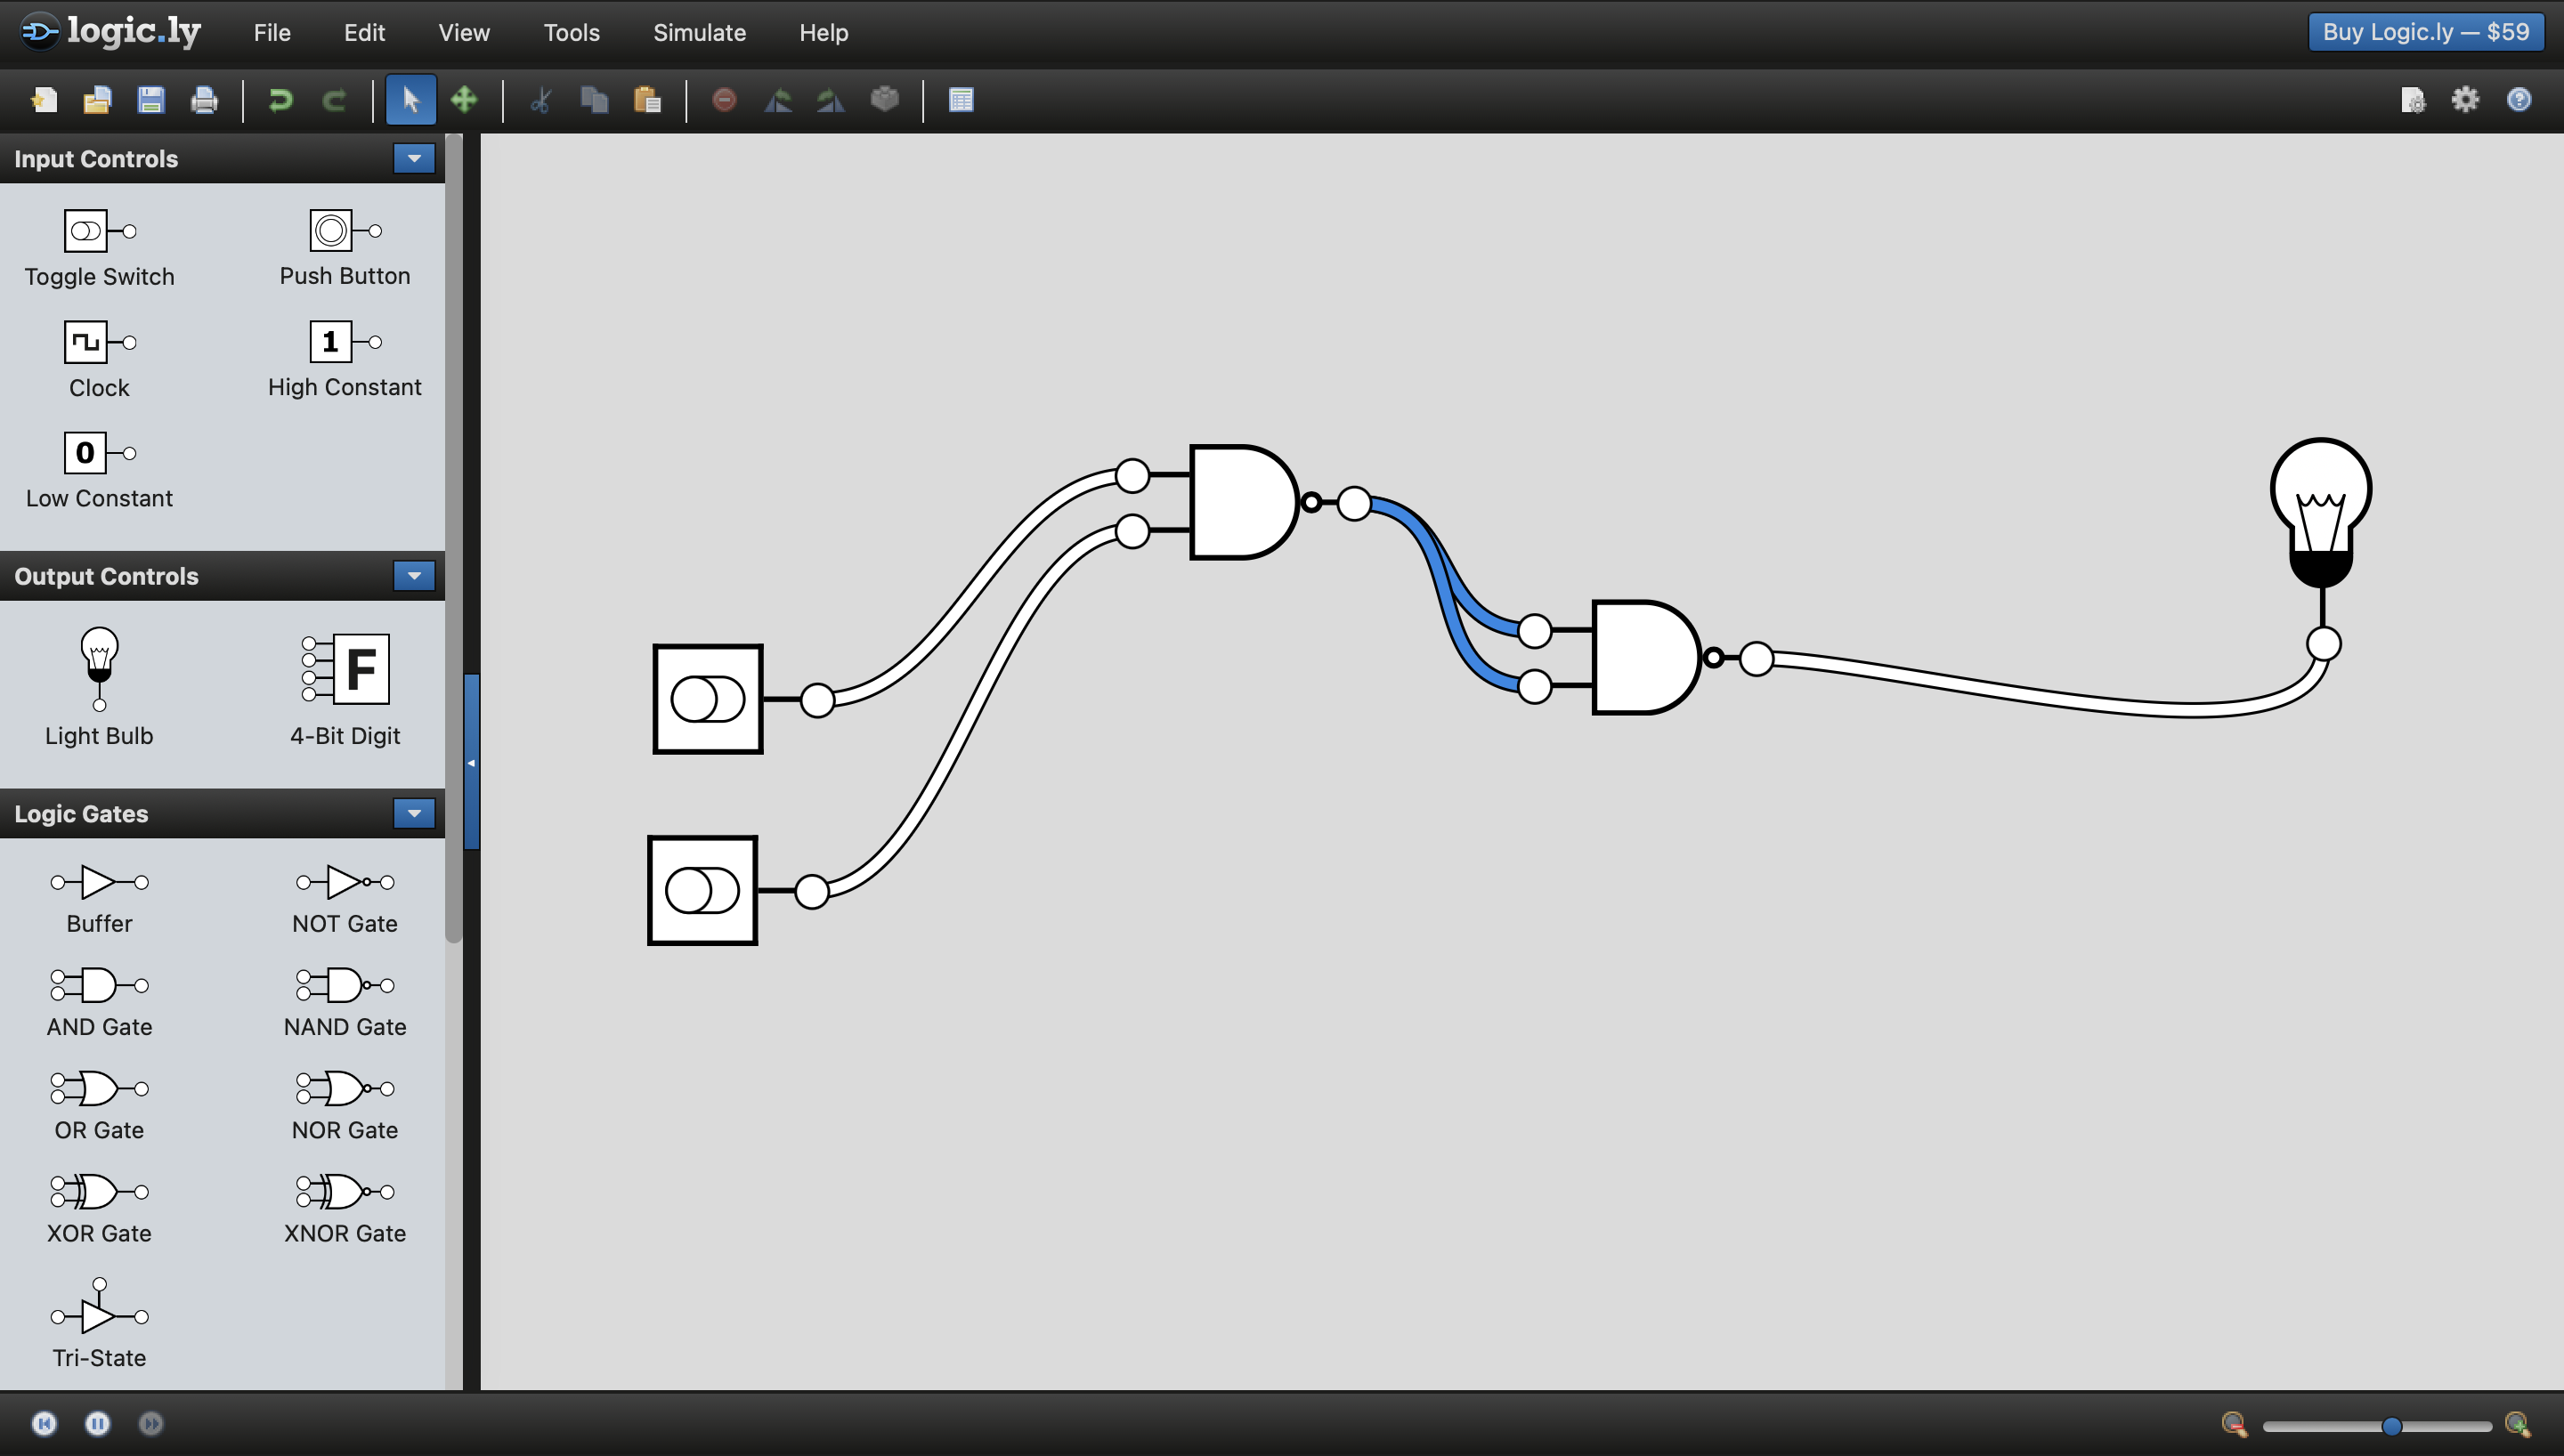 logic.ly File Edit View Tools Simulate Help Buy Logic.ly — $59
Input Controls
Toggle Switch Push Button
1
Clock High Constant
0
Low Constant
Output Controls
F
Light Bulb 4-Bit Digit
Logic Gates
Buffer NOT Gate
AND Gate NAND Gate
OR Gate NOR Gate
XOR Gate XNOR Gate
Tri-State